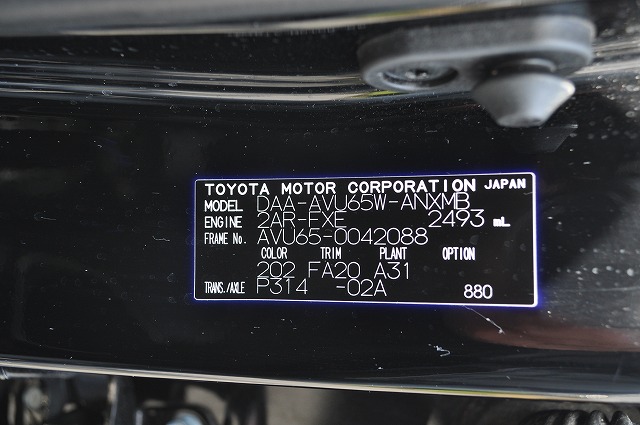 TOYOTA MOTOR CORPORATION JAPAN
MODEL DAA-AVU65W-ANXMB
ENGINE 2AR-FXE 2493 mL
FRAME No. AVU65-0042088
COLOR TRIM PLANT OPTION
202 FA20 A31
TRANS./AXLE P314 -02A 880